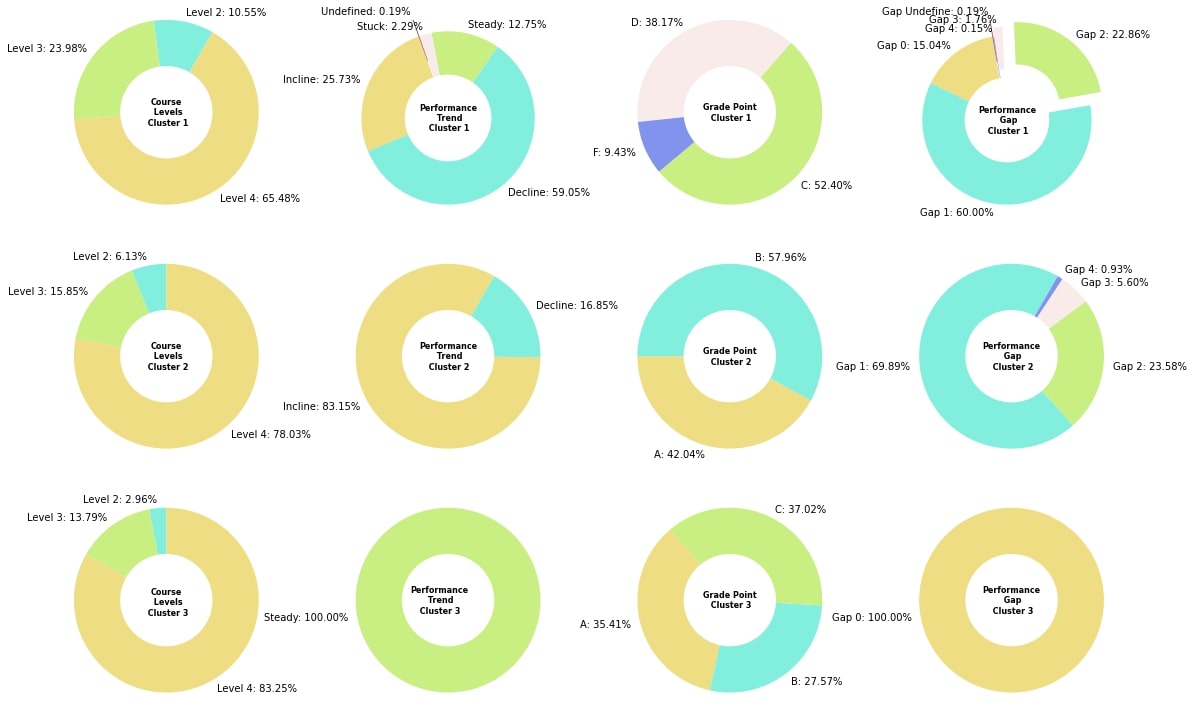 Level 2: 10.55%
Level 3: 23.98%
Course
Levels
Cluster 1
Level 4: 65.48%
Undefined: 0.19%
Stuck: 2.29%
Steady: 12.75%
Incline: 25.73%
Performance
Trend
Cluster 1
Decline: 59.05%
D: 38.17%
Grade Point
Cluster 1
F: 9.43%
C: 52.40%
Gap Undefine: 0.19%
Gap 3: 1.76%
Gap 4: 0.15%
Gap 2: 22.86%
Gap 0: 15.04%
Performance
Gap
Cluster 1
Gap 1: 60.00%
Level 2: 6.13%
Level 3: 15.85%
Course
Levels
Cluster 2
Level 4: 78.03%
Decline: 16.85%
Performance
Trend
Cluster 2
Incline: 83.15%
B: 57.96%
Grade Point
Cluster 2
A: 42.04%
Gap 4: 0.93%
Gap 3: 5.60%
Performance
Gap
Cluster 2
Gap 1: 69.89%
Gap 2: 23.58%
Level 2: 2.96%
Level 3: 13.79%
Course
Levels
Cluster 3
Level 4: 83.25%
Performance
Trend
Cluster 3
Steady: 100.00%
C: 37.02%
Grade Point
Cluster 3
A: 35.41%
B: 27.57%
Performance
Gap
Cluster 3
Gap 0: 100.00%